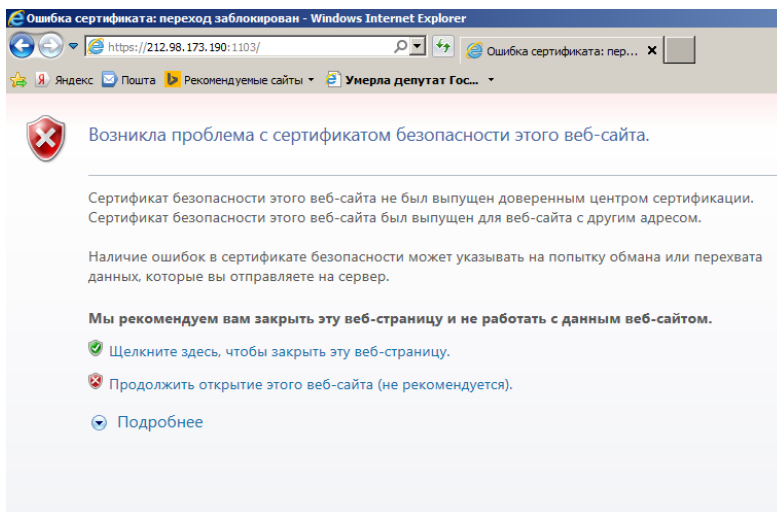 Ошибка сертификата: переход заблокирован - Windows Internet Explorer
https://212.98.173.190:1103/
Ошибка сертификата: пер...
Яндекс Почта Рекомендуемые сайты Умерла депутат Гос...
Возникла проблема с сертификатом безопасности этого веб-сайта.
Сертификат безопасности этого веб-сайта не был выпущен доверенным центром сертификации.
Сертификат безопасности этого веб-сайта был выпущен для веб-сайта с другим адресом.
Наличие ошибок в сертификате безопасности может указывать на попытку обмана или перехвата
данных, которые вы отправляете на сервер.
Мы рекомендуем вам закрыть эту веб-страницу и не работать с данным веб-сайтом.
Щелкните здесь, чтобы закрыть эту веб-страницу.
Продолжить открытие этого веб-сайта (не рекомендуется).
Подробнее